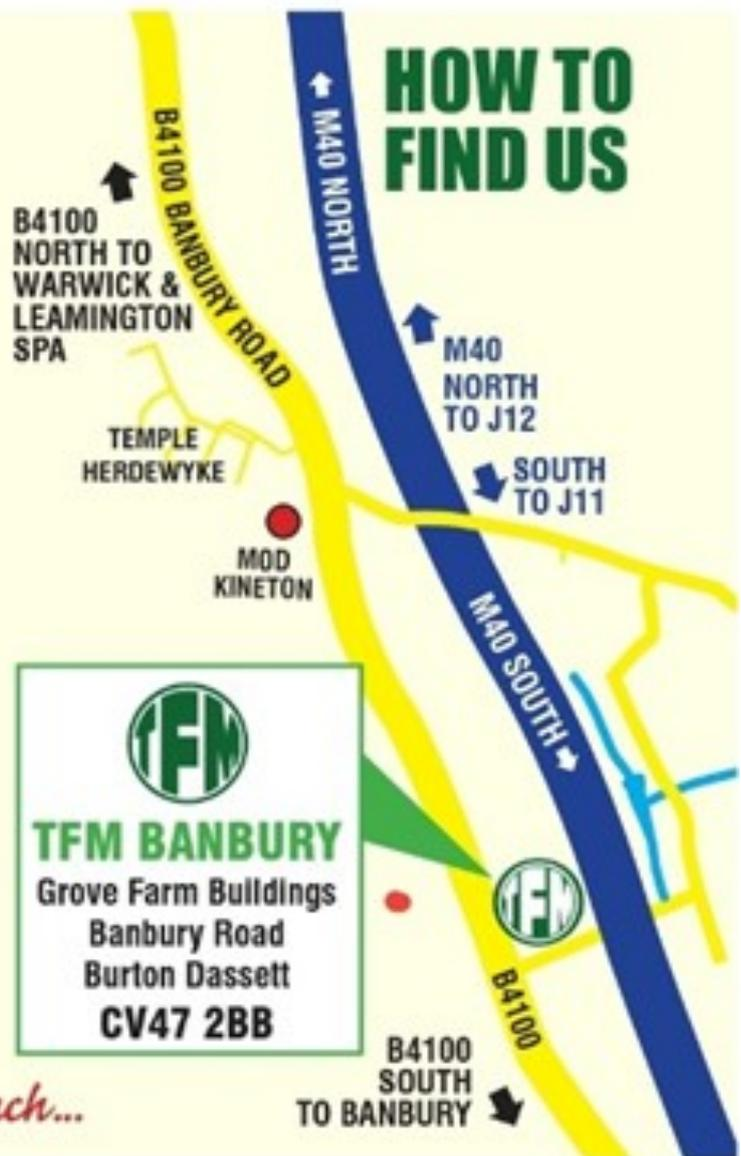 HOW TO
FIND US
B4100 BANBURY ROAD
M40 NORTH
B4100
NORTH TO
WARWICK &
LEAMINGTON
SPA
M40
NORTH
TO J12
TEMPLE
HERDEWYKE
SOUTH
TO J11
MOD
KINETON
M40 SOUTH
TFM
TFM BANBURY
Grove Farm Buildings
Banbury Road
Burton Dassett
CV47 2BB
TFM
B4100
B4100
SOUTH
TO BANBURY